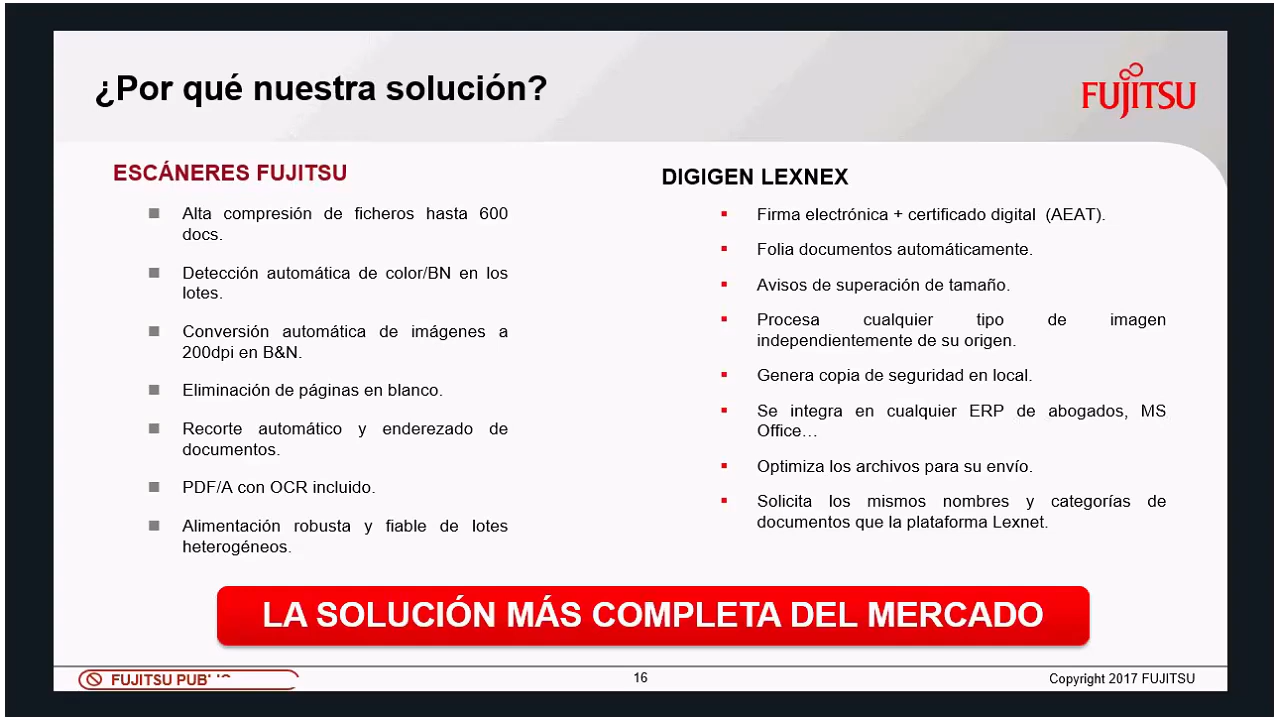 ¿Por qué nuestra solución?
FUJITSU
ESCÁNERES FUJITSU
Alta compresión de ficheros hasta 600
docs.
Detección automática de color/BN en los
lotes.
Conversión automática de imágenes a
200dpi en B&N.
Eliminación de páginas en blanco.
Recorte automático y enderezado de
documentos.
PDF/A con OCR incluido.
Alimentación robusta y fiable de lotes
heterogéneos.
DIGIGEN LEXNEX
Firma electrónica + certificado digital (AEAT).
Folia documentos automáticamente.
Avisos de superación de tamaño.
Procesa cualquier tipo de imagen
independientemente de su origen.
Genera copia de seguridad en local.
Se integra en cualquier ERP de abogados, MS
Office…
Optimiza los archivos para su envío.
Solicita los mismos nombres y categorías de
documentos que la plataforma Lexnet.
LA SOLUCIÓN MÁS COMPLETA DEL MERCADO
FUJITSU
16
Copyright 2017 FUJITSU